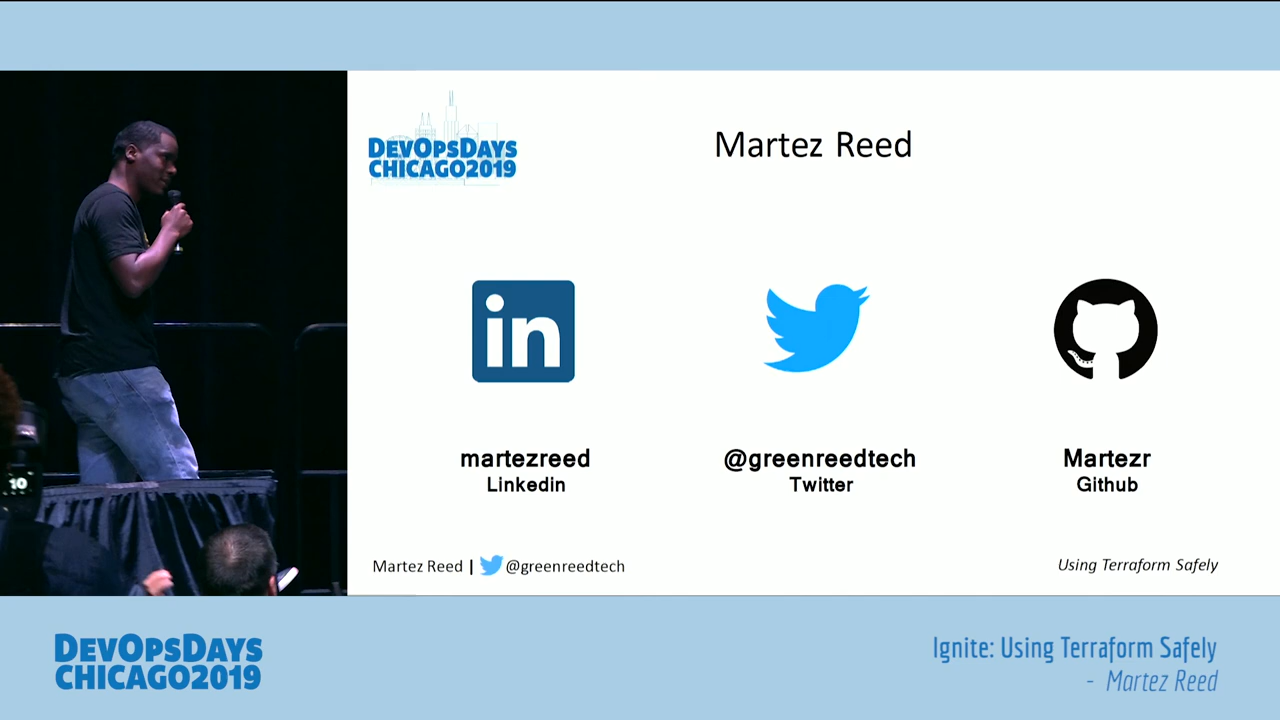 DEVOPSDAYS
CHICAGO2019
Martez Reed
in
martezreed
Linkedin
@greenreedtech
Twitter
Martezr
Github
Martez Reed | @greenreedtech
Using Terraform Safely
10
DEVOPSDAYS
CHICAGO2019
Ignite: Using Terraform Safely
- Martez Reed